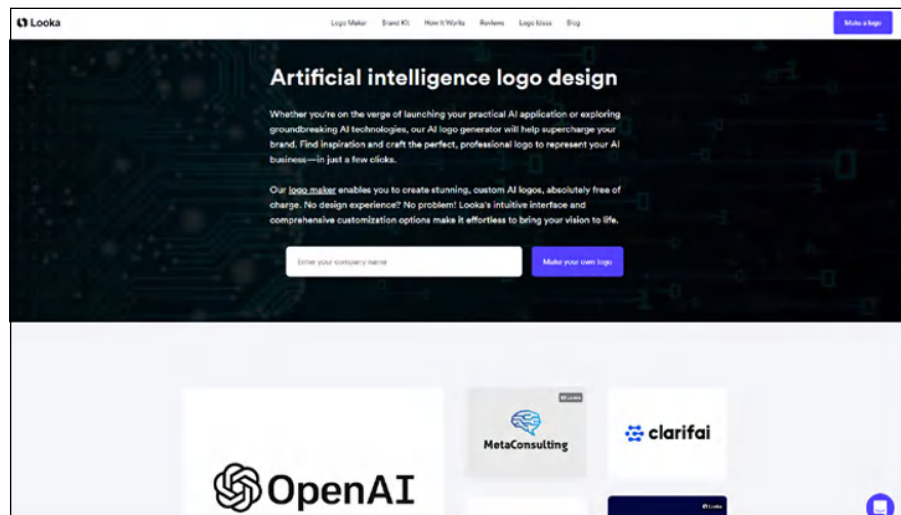 Looka
Logo Maker Brand Kit How It Works Reviews Logo Ideas Blog
Make a logo
Artificial intelligence logo design
Whether you're on the verge of launching your practical AI application or exploring
groundbreaking AI technologies, our AI logo generator will help supercharge your
brand. Find inspiration and craft the perfect, professional logo to represent your AI
business—in just a few clicks.
Our logo maker enables you to create stunning, custom AI logos, absolutely free of
charge. No design experience? No problem! Looka's intuitive interface and
comprehensive customization options make it effortless to bring your vision to life.
Enter your company name
Make your own logo
Looka
MetaConsulting
clarifai
OpenAI
Looka